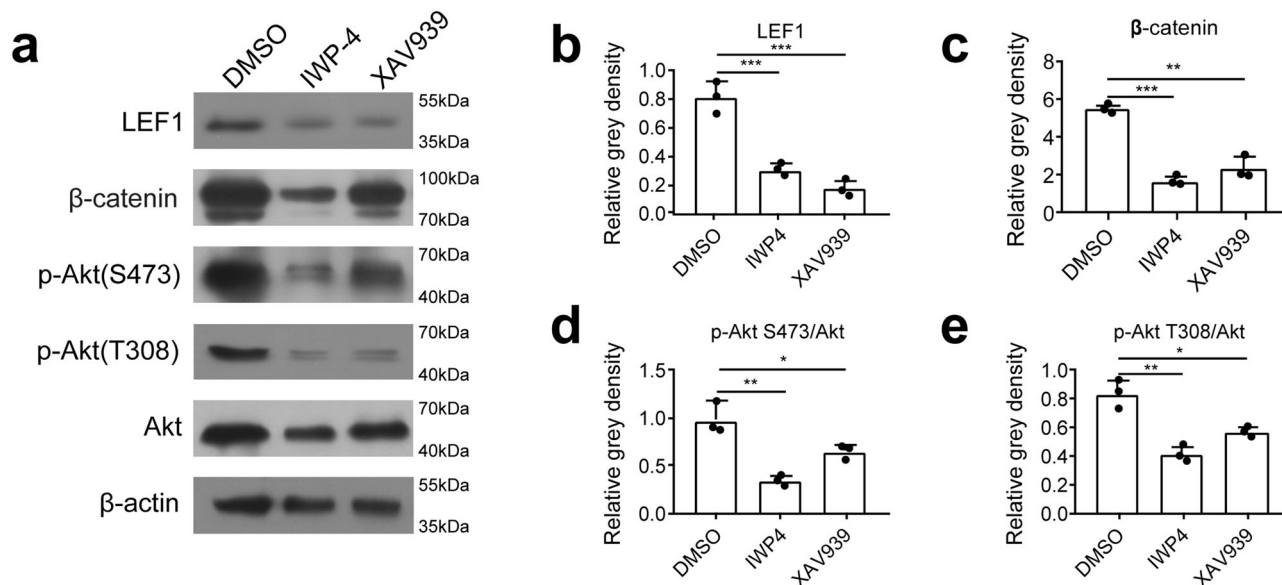 a
DMSO
IWP-4
XAV939
LEF1
55kDa
35kDa
β-catenin
100kDa
70kDa
p-Akt(S473)
70kDa
40kDa
p-Akt(T308)
70kDa
40kDa
Akt
70kDa
40kDa
β-actin
55kDa
35kDa
b
LEF1
Relative grey density
1.0
0.8
0.6
0.4
0.2
0.0
***
***
DMSO
IWP4
XAV939
c
β-catenin
Relative grey density
8
6
4
2
0
**
***
DMSO
IWP4
XAV939
d
p-Akt S473/Akt
Relative grey density
1.5
1.0
0.5
0.0
*
**
DMSO
IWP4
XAV939
e
p-Akt T308/Akt
Relative grey density
1.0
0.8
0.6
0.4
0.2
0.0
*
**
DMSO
IWP4
XAV939